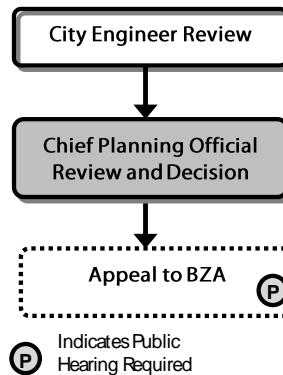 City Engineer Review
Chief Planning Official
Review and Decision
Appeal to BZA
P
P
Indicates Public
Hearing Required